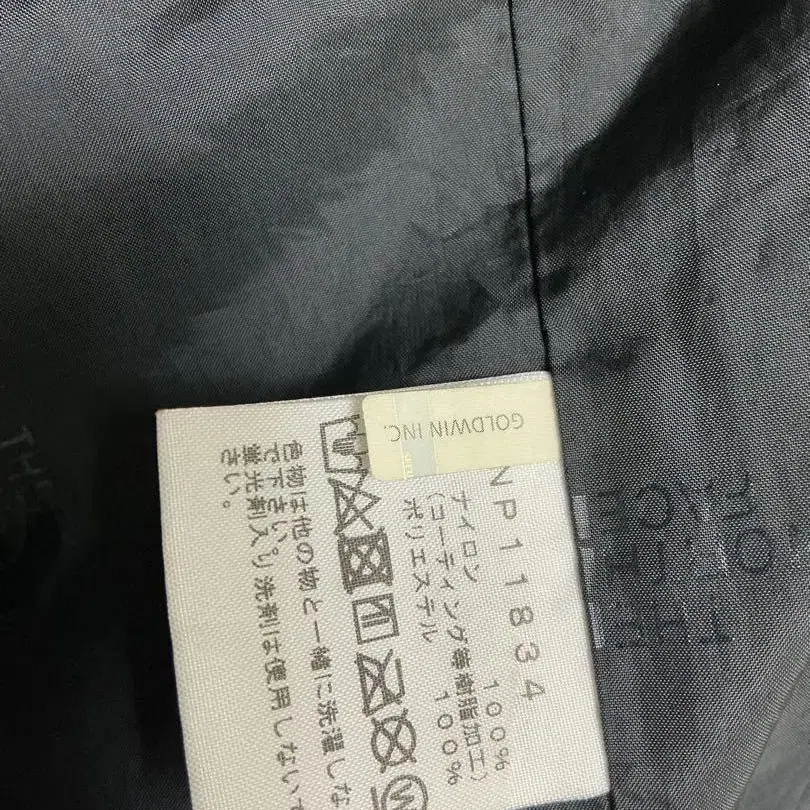 GOLDWIN INC.
NP11834
ナイロン 100%
(コーティング等樹脂加工)
ポリエステル 100%
W
色物は他の物と一緒に洗濯しな
で下さい。
蛍光剤入り洗剤は使用しないで
さい。
THE